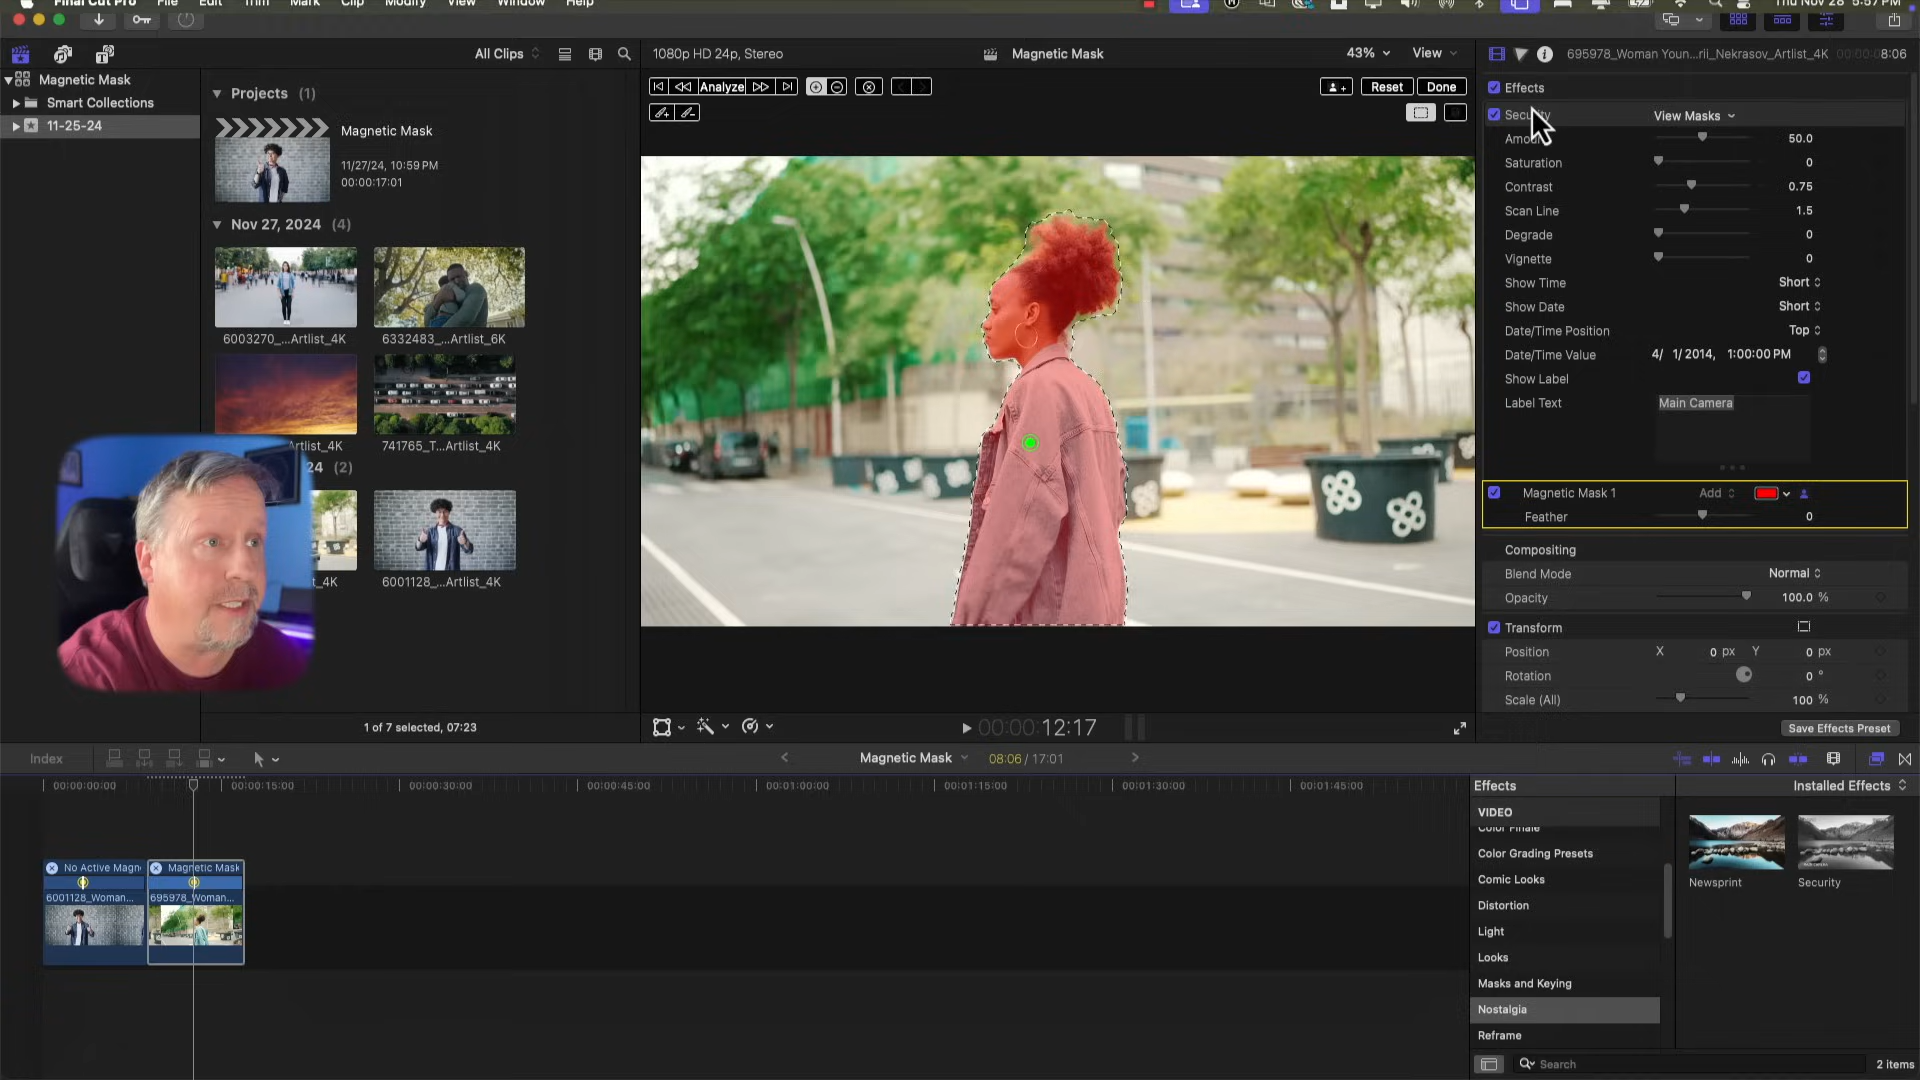 Final Cut Pro File Edit Trim Mark Clip Modify View Window Help
Thu Nov 28 5:57 PM
All Clips
1080p HD 24p, Stereo
Magnetic Mask
43%
View
695978_Woman Youn...rii_Nekrasov_Artlist_4K
00:00:08:06
Magnetic Mask
Smart Collections
11-25-24
Projects (1)
Magnetic Mask
11/27/24, 10:59 PM
00:00:17:01
Nov 27, 2024 (4)
6003270_...Artlist_4K
6332483_...Artlist_6K
Artlist_4K
741765_T...Artlist_4K
24 (2)
t_4K
6001128_...Artlist_4K
1 of 7 selected, 07:23
Analyze
Reset
Done
00:00:12:17
Effects
View Masks
50.0
Saturation 0
Contrast 0.75
Scan Line 1.5
Degrade 0
Vignette 0
Show Time Short
Show Date Short
Date/Time Position Top
Date/Time Value 4/ 1/2014, 1:00:00 PM
Show Label
Label Text Main Camera
Magnetic Mask 1 Add
Feather 0
Compositing
Blend Mode Normal
Opacity 100.0 %
Transform
Position X 0 px Y 0 px
Rotation 0 °
Scale (All) 100 %
Save Effects Preset
Index
Magnetic Mask
08:06 / 17:01
00:00:00:00 00:00:15:00 00:00:30:00 00:00:45:00 00:01:00:00 00:01:15:00 00:01:30:00 00:01:45:00
No Active Magn
Magnetic Mask
6001128_Woman...
695978_Woman...
Effects
Installed Effects
VIDEO
Color Finale
Color Grading Presets
Comic Looks
Distortion
Light
Looks
Masks and Keying
Nostalgia
Reframe
Newsprint
Security
Search
2 items